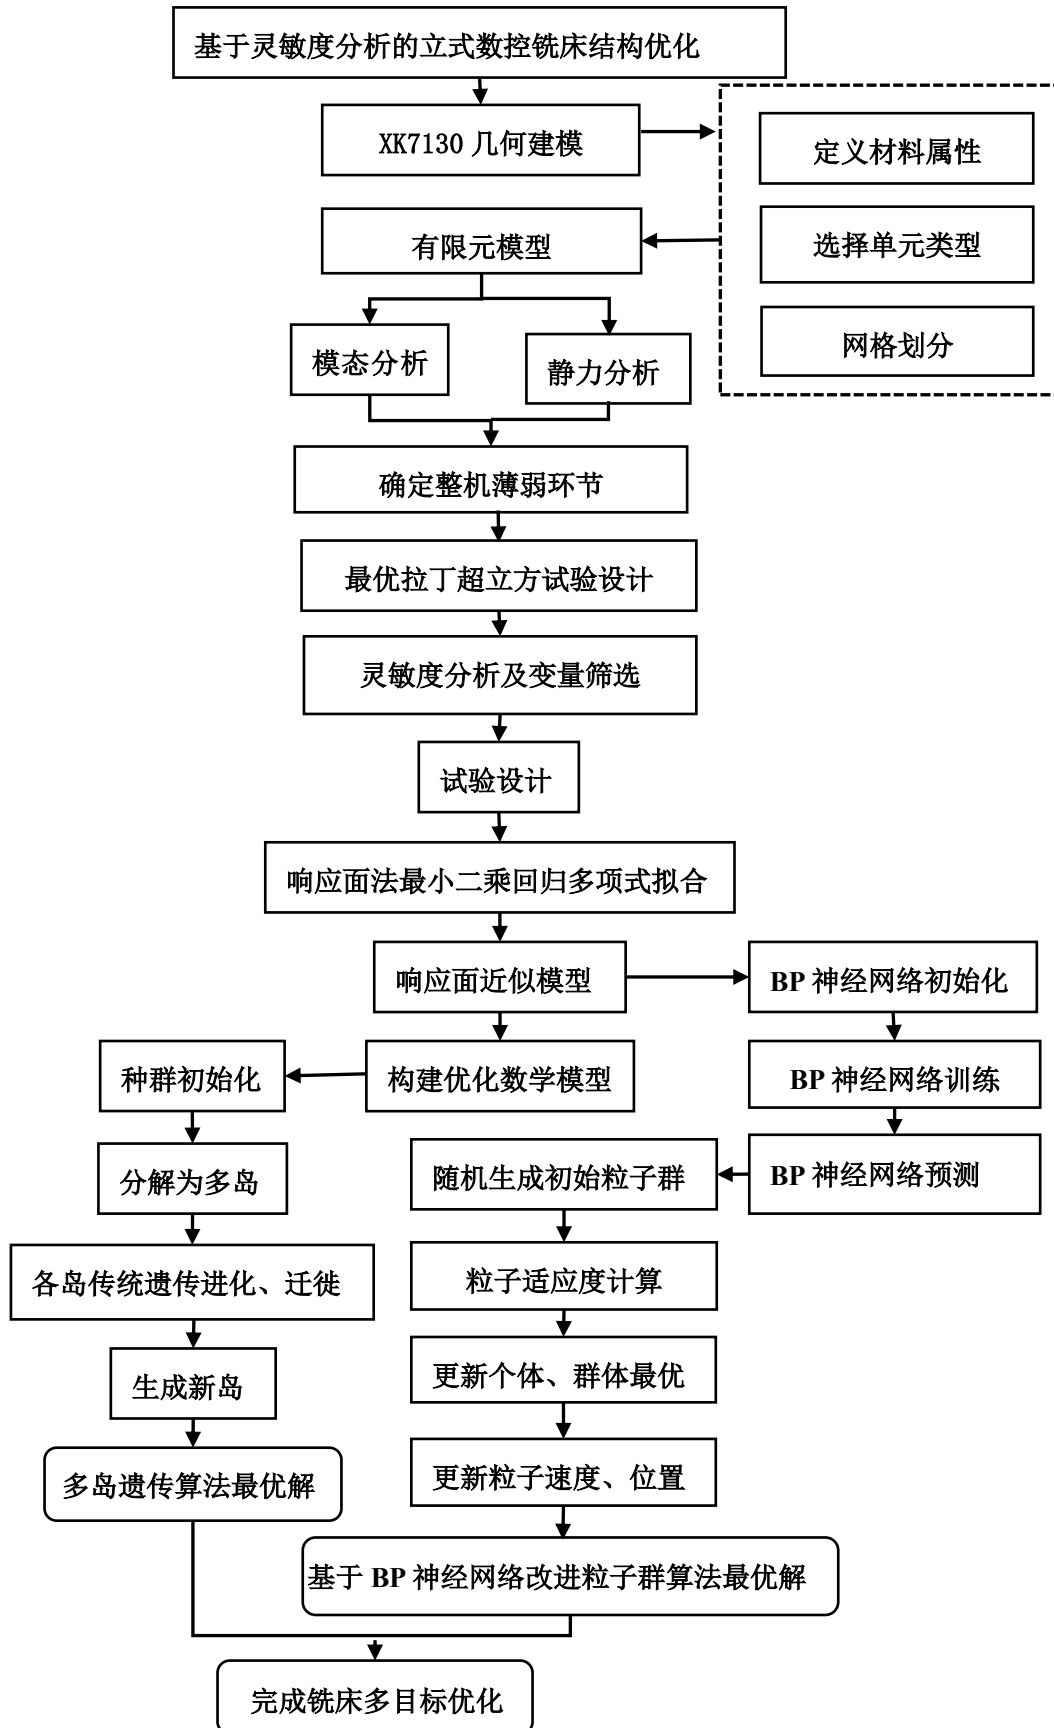 基于灵敏度分析的立式数控铣床结构优化
XK7130 几何建模
定义材料属性
选择单元类型
网格划分
有限元模型
模态分析
静力分析
确定整机薄弱环节
最优拉丁超立方试验设计
灵敏度分析及变量筛选
试验设计
响应面法最小二乘回归多项式拟合
响应面近似模型
BP 神经网络初始化
种群初始化
构建优化数学模型
BP 神经网络训练
分解为多岛
随机生成初始粒子群
BP 神经网络预测
各岛传统遗传进化、迁徙
粒子适应度计算
生成新岛
更新个体、群体最优
多岛遗传算法最优解
更新粒子速度、位置
基于 BP 神经网络改进粒子群算法最优解
完成铣床多目标优化